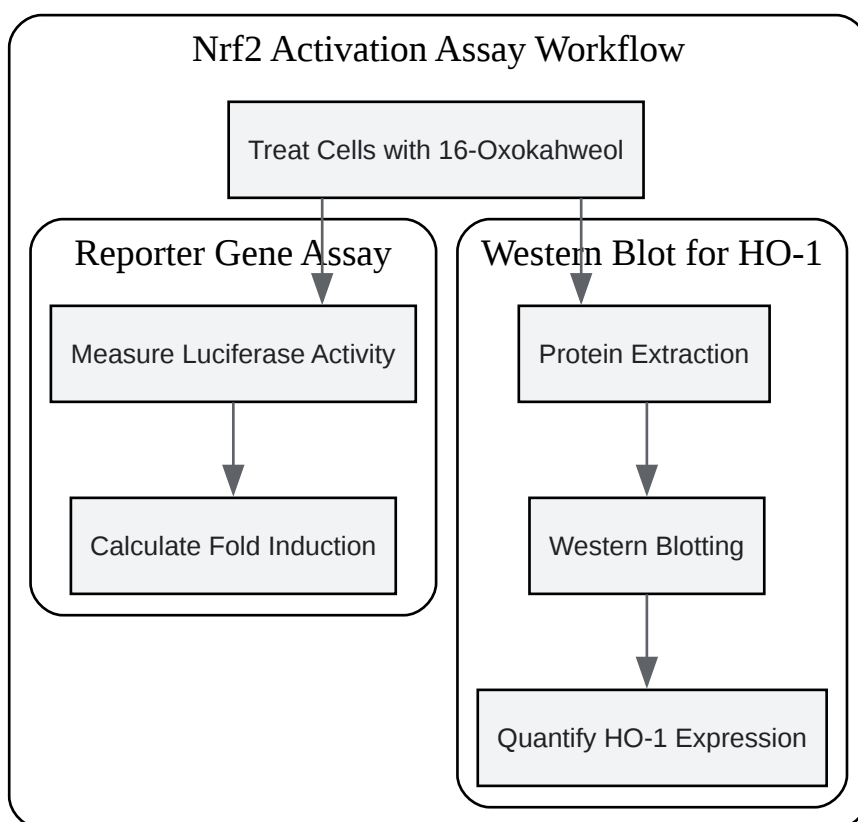 Nrf2 Activation Assay Workflow
Treat Cells with 16-Oxokahweol
Reporter Gene Assay
Measure Luciferase Activity
Calculate Fold Induction
Western Blot for HO-1
Protein Extraction
Western Blotting
Quantify HO-1 Expression